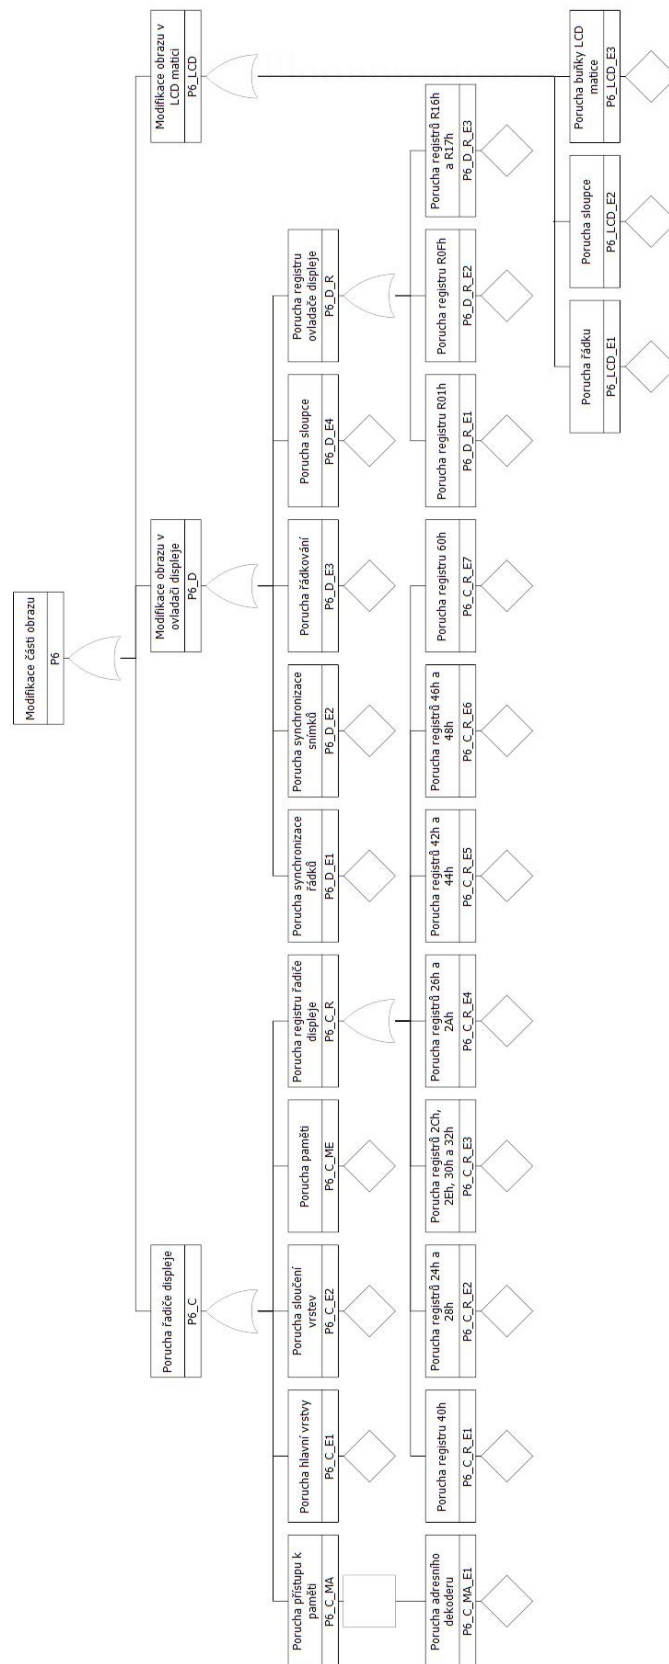 Modifikace části obrazu
P6
Porucha řadiče displeje
P6_C
Modifikace obrazu v
ovladači displeje
P6_D
Modifikace obrazu v
LCD matici
P6_LCD
Porucha přístupu k
paměti
P6_C_MA
Porucha hlavní vrstvy
P6_C_E1
Porucha sloučení
vrstev
P6_C_E2
Porucha paměti
P6_C_ME
Porucha registru řadiče
displeje
P6_C_R
Porucha synchronizace
řádků
P6_D_E1
Porucha synchronizace
snímků
P6_D_E2
Porucha řádkování
P6_D_E3
Porucha sloupce
P6_D_E4
Porucha registru
ovladače displeje
P6_D_R
Porucha adresního
dekoderu
P6_C_MA_E1
Porucha registru 40h
P6_C_R_E1
Porucha registrů 24h a
28h
P6_C_R_E2
Porucha registrů 2Ch,
2Eh, 30h a 32h
P6_C_R_E3
Porucha registrů 26h a
2Ah
P6_C_R_E4
Porucha registrů 42h a
44h
P6_C_R_E5
Porucha registrů 46h a
48h
P6_C_R_E6
Porucha registru 60h
P6_C_R_E7
Porucha registru R01h
P6_D_R_E1
Porucha registru R0Fh
P6_D_R_E2
Porucha registrů R16h
a R17h
P6_D_R_E3
Porucha řádku
P6_LCD_E1
Porucha sloupce
P6_LCD_E2
Porucha buňky LCD
matice
P6_LCD_E3